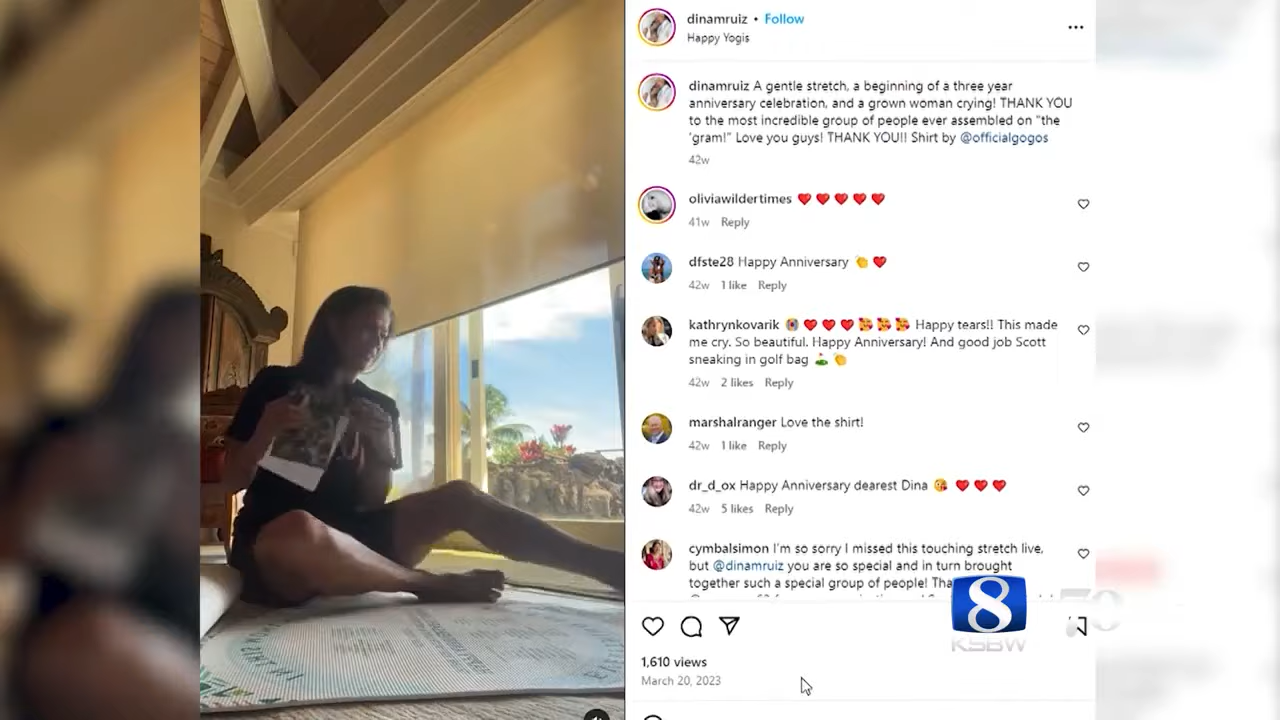 dinamruiz • Follow
Happy Yogis
dinamruiz A gentle stretch, a beginning of a three year
anniversary celebration, and a grown woman crying! THANK YOU
to the most incredible group of people ever assembled on "the
'gram!" Love you guys! THANK YOU!! Shirt by @officialgogos
42w
oliviawildertimes ❤️ ❤️ ❤️ ❤️ ❤️
41w Reply
dfste28 Happy Anniversary 👏 ❤️
42w 1 like Reply
kathrynkovarik ❤️ ❤️ ❤️ 🥰 🥰 🥰 Happy tears!! This made
me cry. So beautiful. Happy Anniversary! And good job Scott
sneaking in golf bag ⛳ 👏
42w 2 likes Reply
marshalranger Love the shirt!
42w 1 like Reply
dr_d_ox Happy Anniversary dearest Dina 😘 ❤️ ❤️ ❤️
42w 5 likes Reply
cymbalsimon I'm so sorry I missed this touching stretch live,
but @dinamruiz you are so special and in turn brought
together such a special group of people!
8
KSBW
1,610 views
March 20, 2023